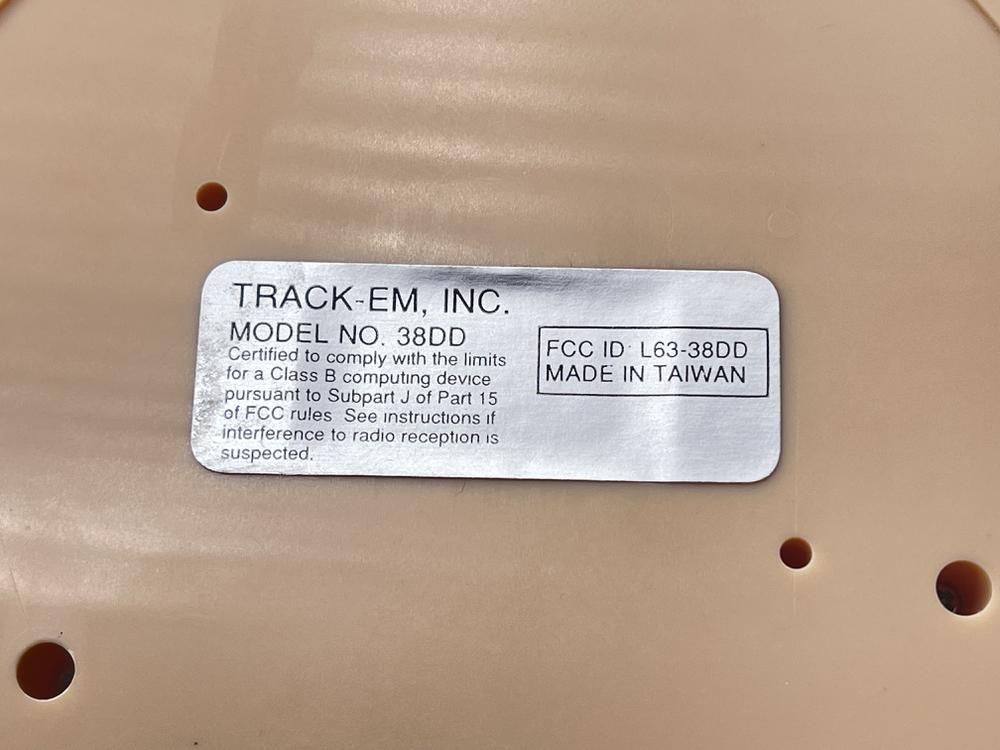 TRACK-EM, INC.
MODEL NO. 38DD
Certified to comply with the limits
for a Class B computing device
pursuant to Subpart J of Part 15
of FCC rules See instructions if
interference to radio reception is
suspected.
FCC ID: L63-38DD
MADE IN TAIWAN